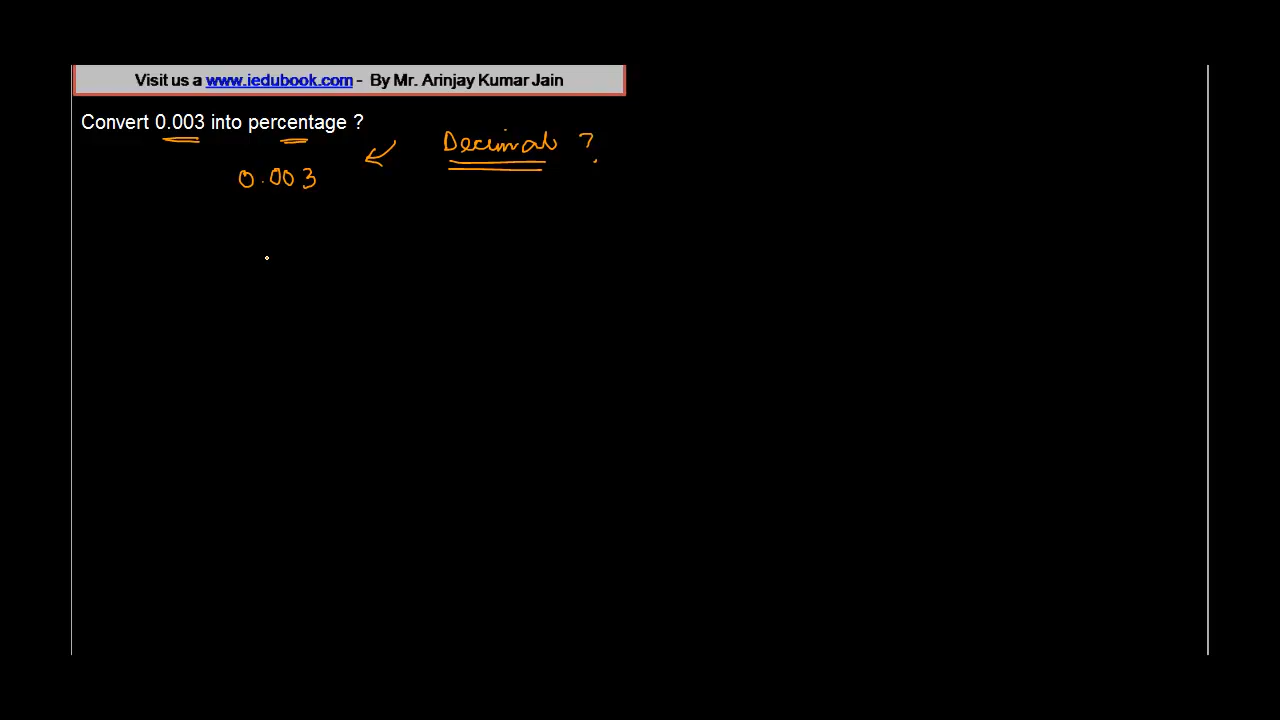 Visit us a www.iedubook.com - By Mr. Arinjay Kumar Jain
Convert 0.003 into percentage ?
Decimal ?
0.003